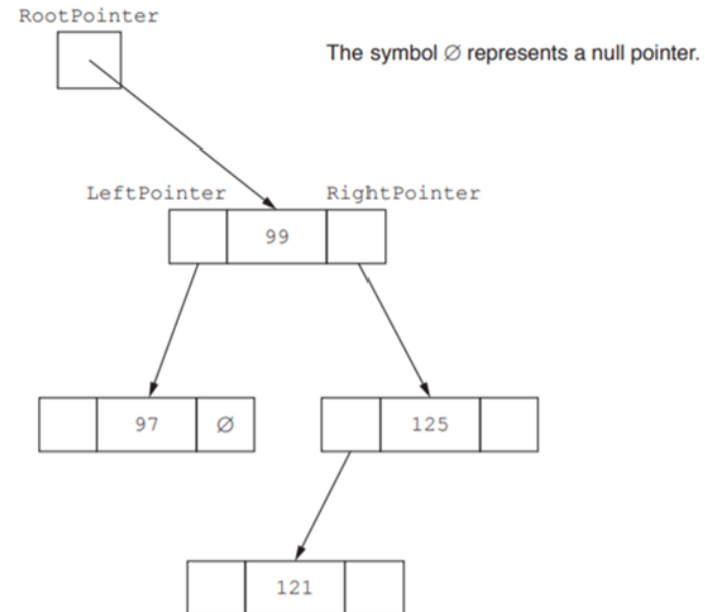 RootPointer
The symbol ∅ represents a null pointer.
LeftPointer RightPointer
99
97 ∅ 125
121